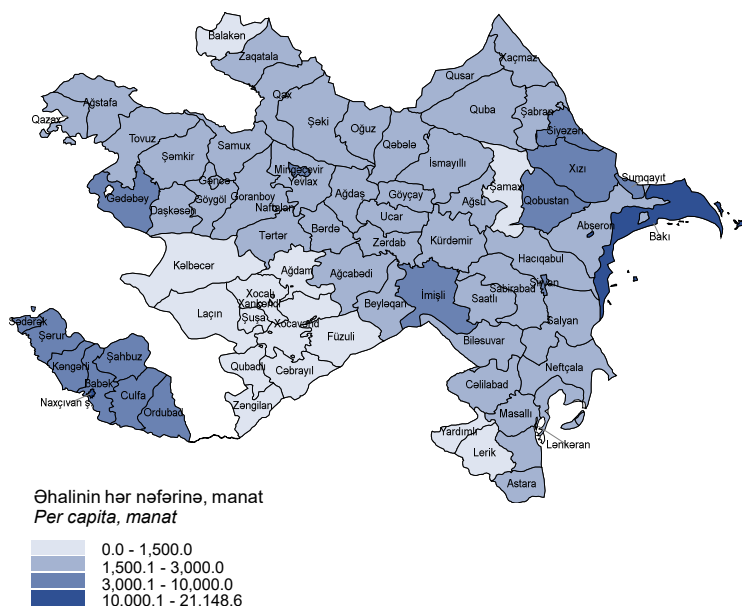 Balakən
Zaqatala
Xaçmaz
Qusar
Qax
Ağstafa
Quba
Şabran
Qazax
Şəki
Oğuz
Siyəzən
Tovuz
Samux
Qəbələ
Şəmkir
İsmayıllı
Mingəçevir
Xızı
Gəncə
Yevlax
Sumqayıt
Gədəbəy
Şamaxı
Daşkəsən
Göygöl
Goranboy
Ağdaş
Göyçay
Ağsu
Qobustan
Naftalan
Ucar
Abşeron
Tərtər
Bərdə
Zərdab
Kürdəmir
Bakı
Kəlbəcər
Ağdam
Ağcabədi
Hacıqabul
Xocalı
İmişli
Sabirabad
Şirvan
Laçın
Xankəndi
Beyləqan
Saatlı
Şuşa
Xocavənd
Salyan
Sədərək
Füzuli
Biləsuvar
Şərur
Şahbuz
Qubadlı
Cəbrayıl
Neftçala
Kəngərli
Babək
Culfa
Cəlilabad
Naxçıvan ş.
Ordubad
Zəngilan
Masallı
Yardımlı
Lənkəran
Lerik
Astara
Əhalinin hər nəfərinə, manat
Per capita, manat
0.0 - 1,500.0
1,500.1 - 3,000.0
3,000.1 - 10,000.0
10,000.1 - 21,148.6